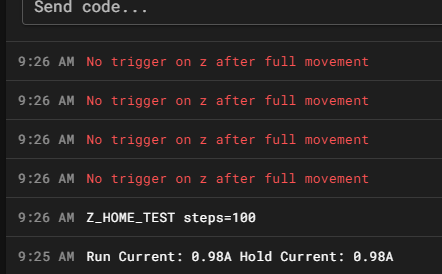 Send code...
9:26 AM No trigger on z after full movement
9:26 AM No trigger on z after full movement
9:26 AM No trigger on z after full movement
9:26 AM No trigger on z after full movement
9:26 AM Z_HOME_TEST steps=100
9:25 AM Run Current: 0.98A Hold Current: 0.98A